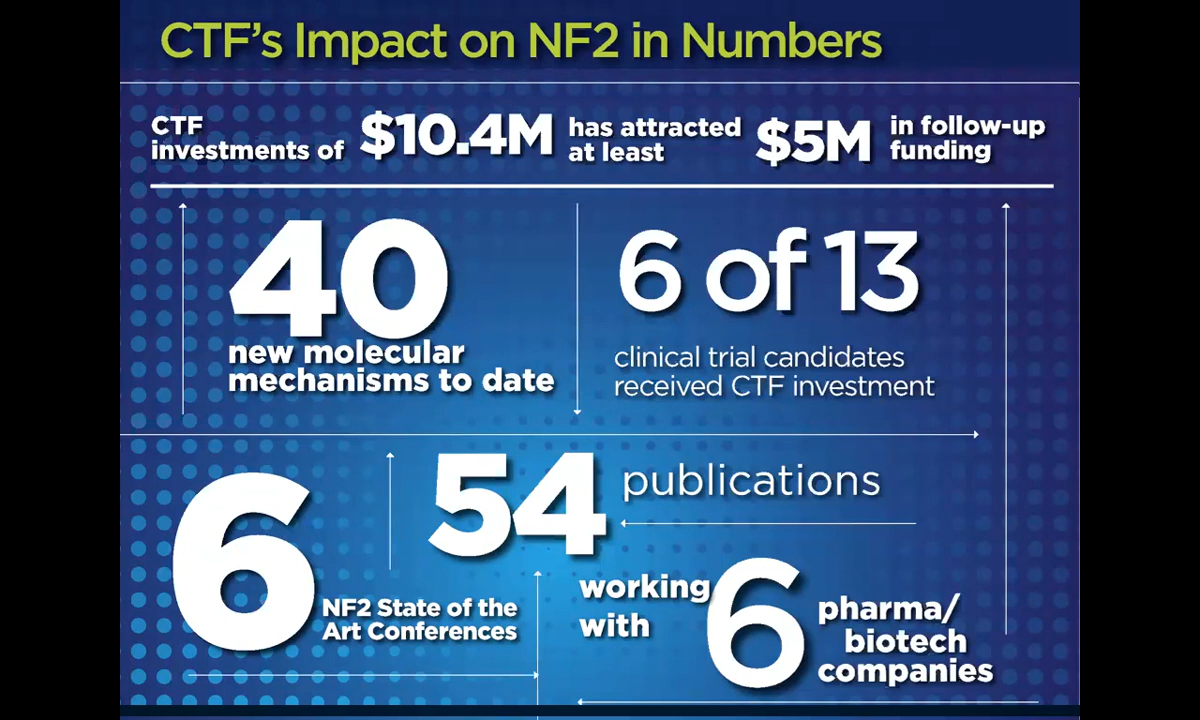 CTF's Impact on NF2 in Numbers
CTF
investments of $10.4M has attracted
at least $5M in follow-up
funding
40
new molecular
mechanisms to date
6 of 13
clinical trial candidates
received CTF investment
6
NF2 State of the
Art Conferences
54 publications
working
with 6 pharma/
biotech
companies